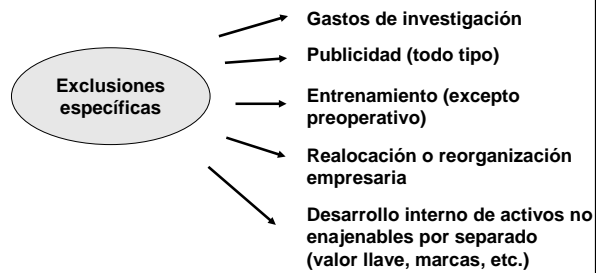 Exclusiones
específicas
Gastos de investigación
Publicidad (todo tipo)
Entrenamiento (excepto
preoperativo)
Realocación o reorganización
empresaria
Desarrollo interno de activos no
enajenables por separado
(valor llave, marcas, etc.)